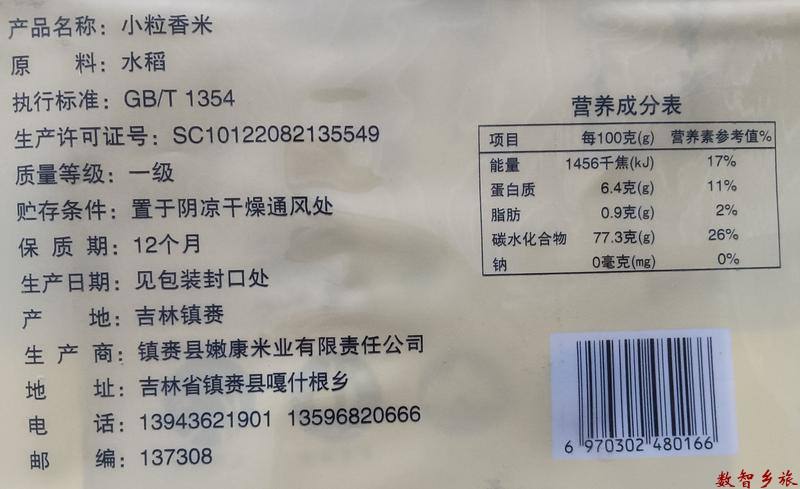 产品名称：小粒香米
原　　料：水稻
执行标准：GB/T 1354
生产许可证号：SC10122082135549
质量等级：一级
贮存条件：置于阴凉干燥通风处
保 质 期：12个月
生产日期：见包装封口处
产　　地：吉林镇赉
生 产 商：镇赉县嫩康米业有限责任公司
地　　址：吉林省镇赉县嘎什根乡
电　　话：13943621901 13596820666
邮　　编：137308
营养成分表
项目 每100克(g) 营养素参考值%
能量 1456千焦(kJ) 17%
蛋白质 6.4克(g) 11%
脂肪 0.9克(g) 2%
碳水化合物 77.3克(g) 26%
钠 0毫克(mg) 0%
6 970302 480166
数智乡旅